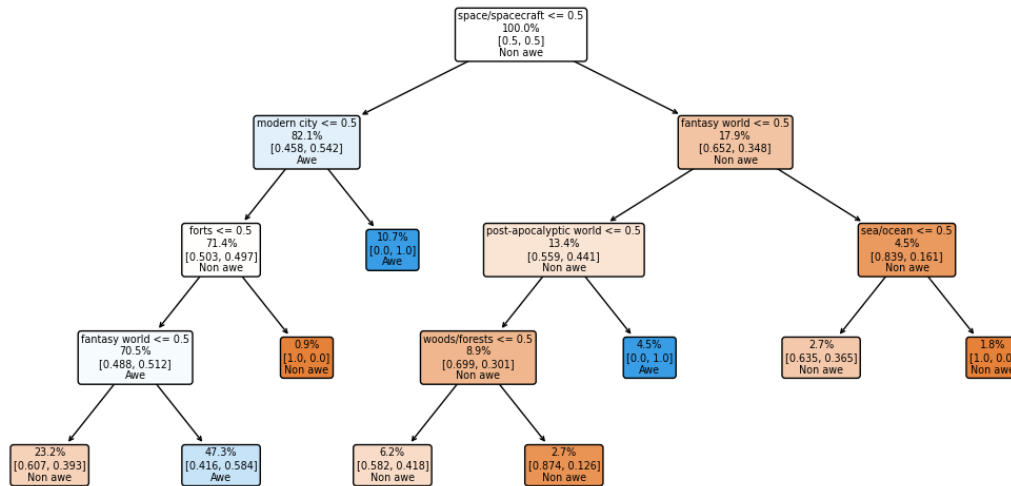 space/spacecraft <= 0.5
100.0%
[0.5, 0.5]
Non awe
modern city <= 0.5
82.1%
[0.458, 0.542]
Awe
fantasy world <= 0.5
17.9%
[0.652, 0.348]
Non awe
forts <= 0.5
71.4%
[0.503, 0.497]
Non awe
10.7%
[0.0, 1.0]
Awe
post-apocalyptic world <= 0.5
13.4%
[0.559, 0.441]
Non awe
sea/ocean <= 0.5
4.5%
[0.839, 0.161]
Non awe
fantasy world <= 0.5
70.5%
[0.488, 0.512]
Awe
0.9%
[1.0, 0.0]
Non awe
woods/forests <= 0.5
8.9%
[0.699, 0.301]
Non awe
4.5%
[0.0, 1.0]
Awe
2.7%
[0.635, 0.365]
Non awe
1.8%
[1.0, 0.0]
Non awe
23.2%
[0.607, 0.393]
Non awe
47.3%
[0.416, 0.584]
Awe
6.2%
[0.582, 0.418]
Non awe
2.7%
[0.874, 0.126]
Non awe